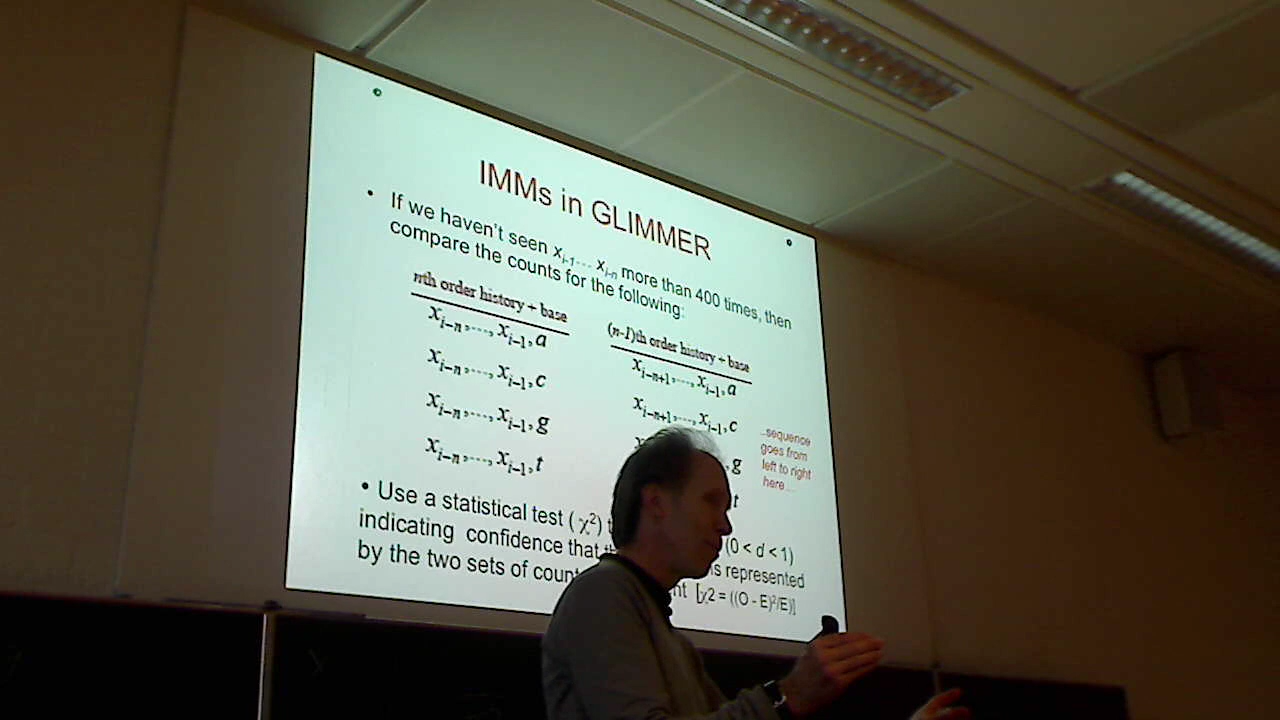 IMMs in GLIMMER
• If we haven't seen xi-1... xi-n more than 400 times, then
compare the counts for the following:
nth order history + base
xi−n,...., xi−1, a
xi−n,...., xi−1, c
xi−n,...., xi−1, g
xi−n,...., xi−1, t
(n-1)th order history + base
xi−n+1,...., xi−1, a
xi−n+1,...., xi−1, c
, g
t
...sequence
goes from
left to right
here....
• Use a statistical test ( χ2) (0 < d < 1)
indicating confidence that is represented
by the two sets of [χ2 = ((O - E)2/E)]